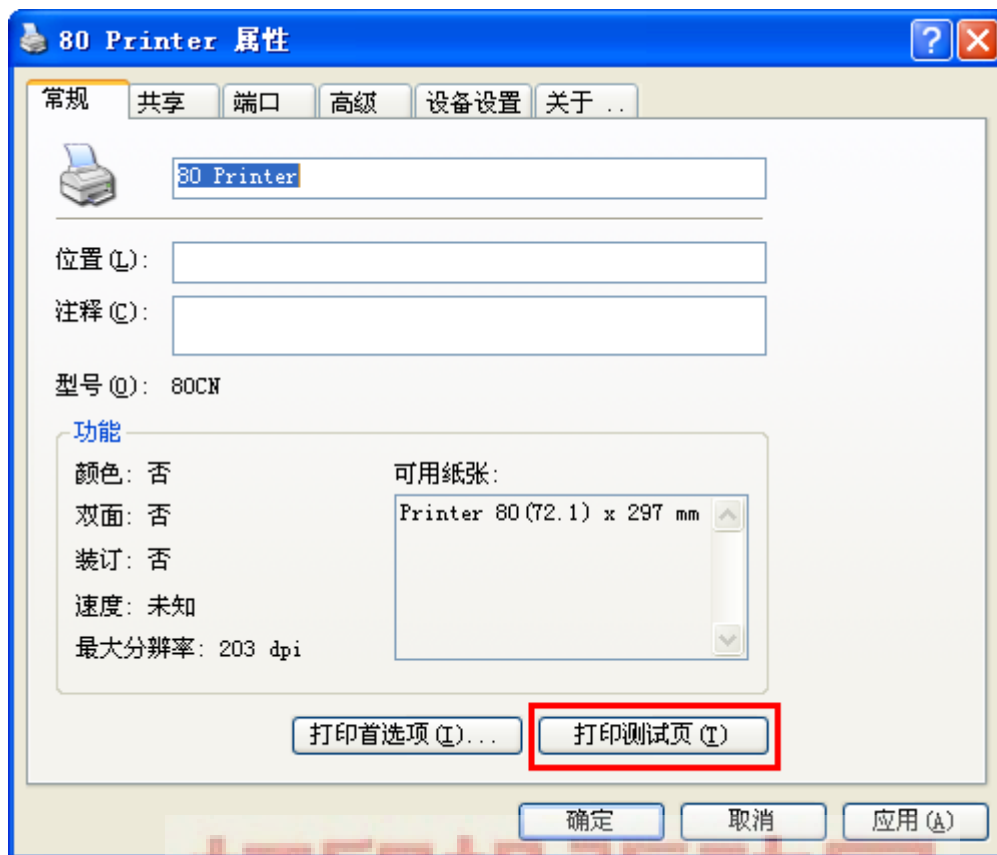 80 Printer 属性
常规 共享 端口 高级 设备设置 关于 ..
80 Printer
位置(L):
注释(C):
型号(O): 80CN
功能
颜色: 否 可用纸张:
双面: 否 Printer 80(72.1) x 297 mm
装订: 否
速度: 未知
最大分辨率: 203 dpi
打印首选项(I)... 打印测试页(T)
确定 取消 应用(A)